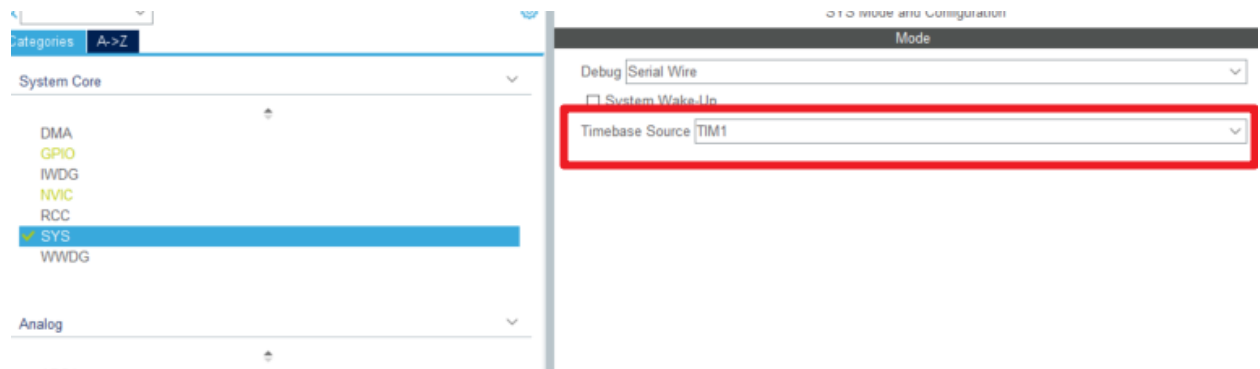 SYS Mode and Configuration
Categories A->Z
Mode
System Core
Debug Serial Wire
System Wake-Up
Timebase Source TIM1
DMA
GPIO
IWDG
NVIC
RCC
SYS
WWDG
Analog